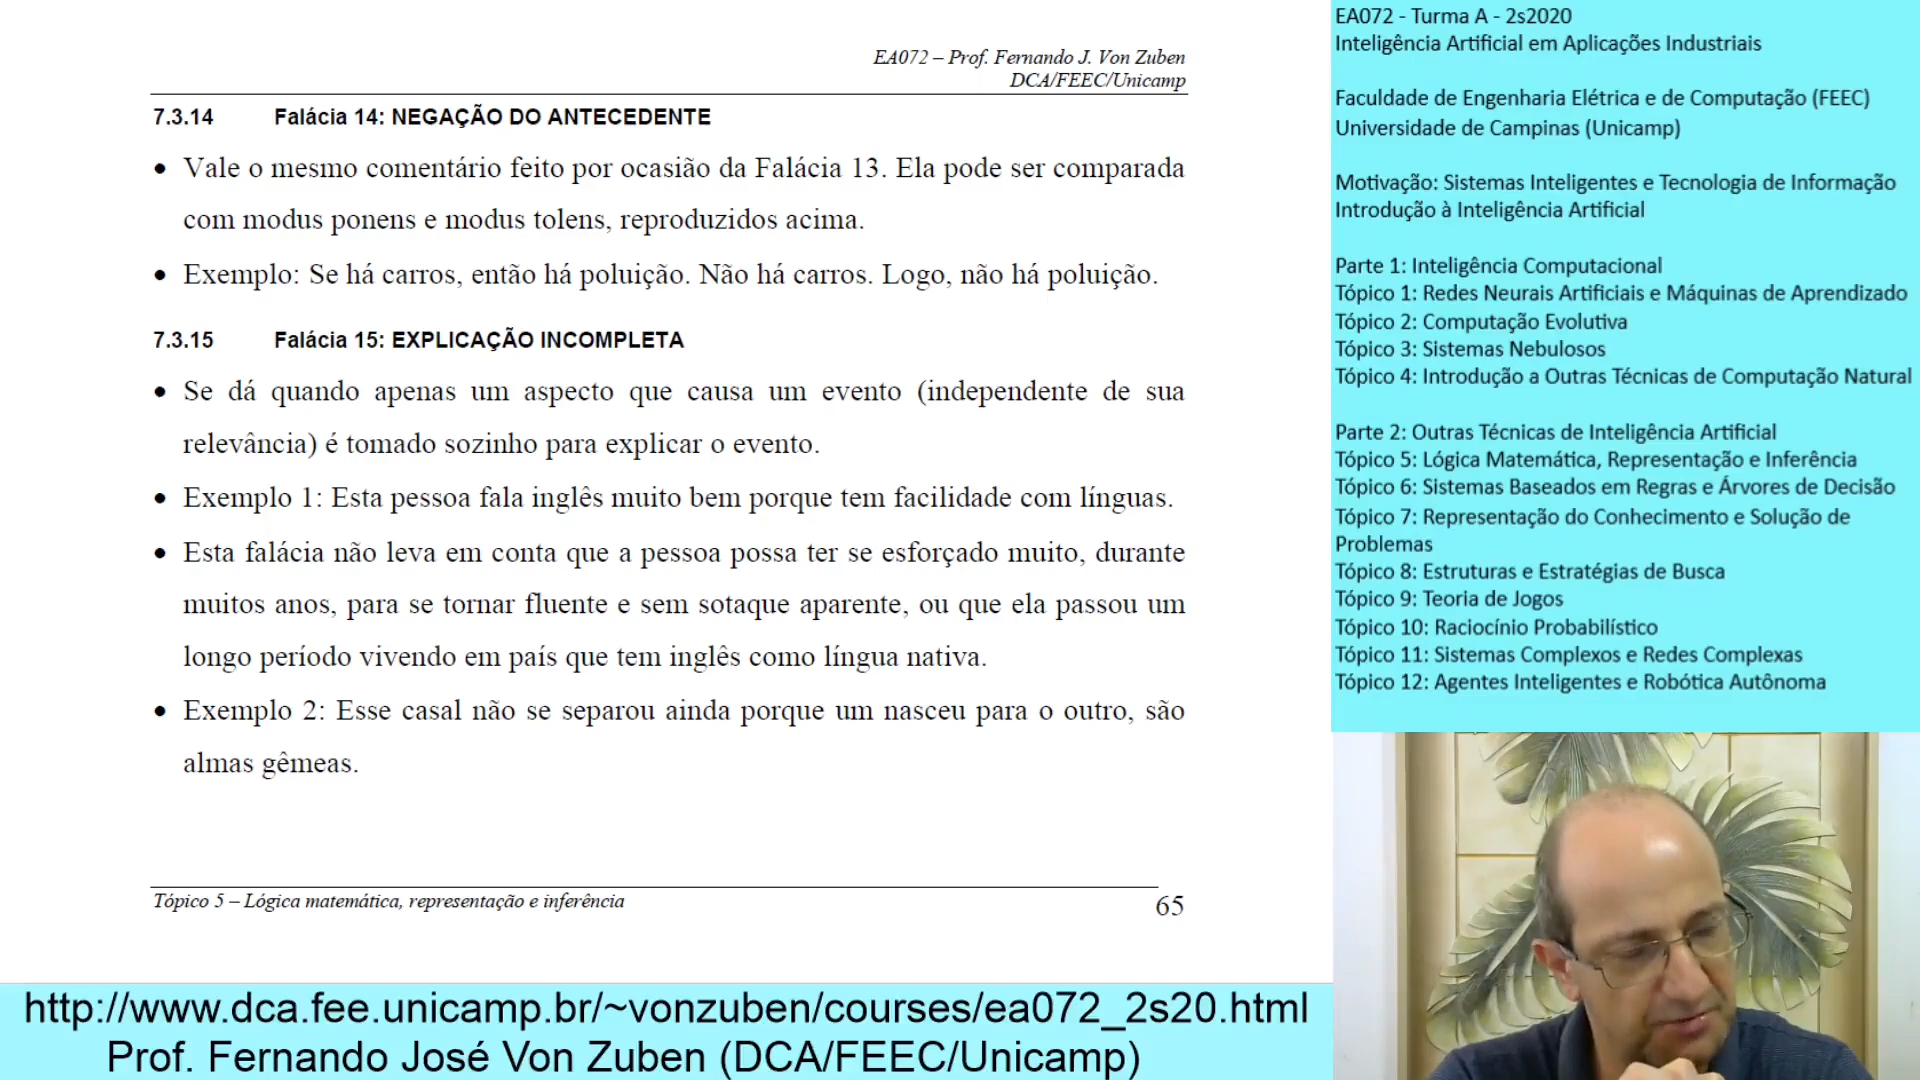 EA072 – Prof. Fernando J. Von Zuben
DCA/FEEC/Unicamp
7.3.14 Falácia 14: NEGAÇÃO DO ANTECEDENTE
• Vale o mesmo comentário feito por ocasião da Falácia 13. Ela pode ser comparada
com modus ponens e modus tolens, reproduzidos acima.
• Exemplo: Se há carros, então há poluição. Não há carros. Logo, não há poluição.
7.3.15 Falácia 15: EXPLICAÇÃO INCOMPLETA
• Se dá quando apenas um aspecto que causa um evento (independente de sua
relevância) é tomado sozinho para explicar o evento.
• Exemplo 1: Esta pessoa fala inglês muito bem porque tem facilidade com línguas.
• Esta falácia não leva em conta que a pessoa possa ter se esforçado muito, durante
muitos anos, para se tornar fluente e sem sotaque aparente, ou que ela passou um
longo período vivendo em país que tem inglês como língua nativa.
• Exemplo 2: Esse casal não se separou ainda porque um nasceu para o outro, são
almas gêmeas.
Tópico 5 – Lógica matemática, representação e inferência
65
http://www.dca.fee.unicamp.br/~vonzuben/courses/ea072_2s20.html
Prof. Fernando José Von Zuben (DCA/FEEC/Unicamp)
EA072 - Turma A - 2s2020
Inteligência Artificial em Aplicações Industriais
Faculdade de Engenharia Elétrica e de Computação (FEEC)
Universidade de Campinas (Unicamp)
Motivação: Sistemas Inteligentes e Tecnologia de Informação
Introdução à Inteligência Artificial
Parte 1: Inteligência Computacional
Tópico 1: Redes Neurais Artificiais e Máquinas de Aprendizado
Tópico 2: Computação Evolutiva
Tópico 3: Sistemas Nebulosos
Tópico 4: Introdução a Outras Técnicas de Computação Natural
Parte 2: Outras Técnicas de Inteligência Artificial
Tópico 5: Lógica Matemática, Representação e Inferência
Tópico 6: Sistemas Baseados em Regras e Árvores de Decisão
Tópico 7: Representação do Conhecimento e Solução de
Problemas
Tópico 8: Estruturas e Estratégias de Busca
Tópico 9: Teoria de Jogos
Tópico 10: Raciocínio Probabilístico
Tópico 11: Sistemas Complexos e Redes Complexas
Tópico 12: Agentes Inteligentes e Robótica Autônoma